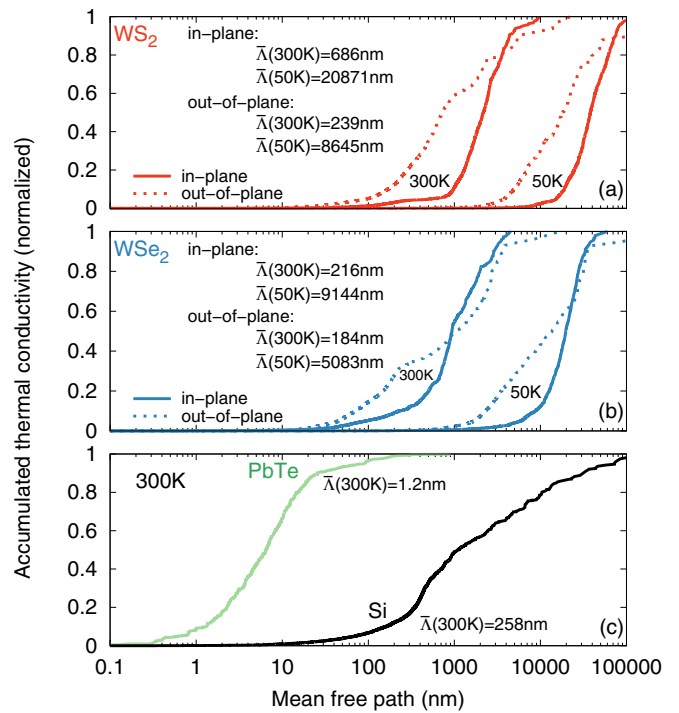 Accumulated thermal conductivity (normalized)
1
0.8
0.6
0.4
0.2
0
WS₂
in−plane:
Λ̄(300K)=686nm
Λ̄(50K)=20871nm
out−of−plane:
Λ̄(300K)=239nm
Λ̄(50K)=8645nm
in−plane
out−of−plane
300K
50K
(a)
1
0.8
0.6
0.4
0.2
0
WSe₂
in−plane:
Λ̄(300K)=216nm
Λ̄(50K)=9144nm
out−of−plane:
Λ̄(300K)=184nm
Λ̄(50K)=5083nm
in−plane
out−of−plane
300K
50K
(b)
1
0.8
0.6
0.4
0.2
0
300K
PbTe
Λ̄(300K)=1.2nm
Si
Λ̄(300K)=258nm
(c)
0.1 1 10 100 1000 10000 100000
Mean free path (nm)